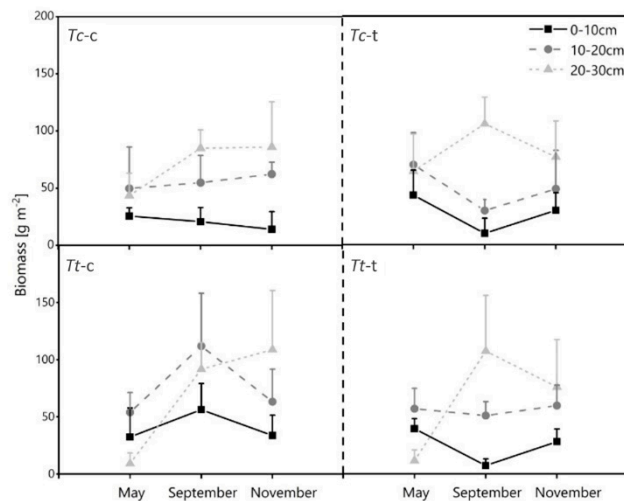 200
150
100
50
0
Biomass [g m-2]
Tc-c
Tc-t
0-10cm
10-20cm
20-30cm
Tt-c
Tt-t
150
100
50
0
May September November
May September November